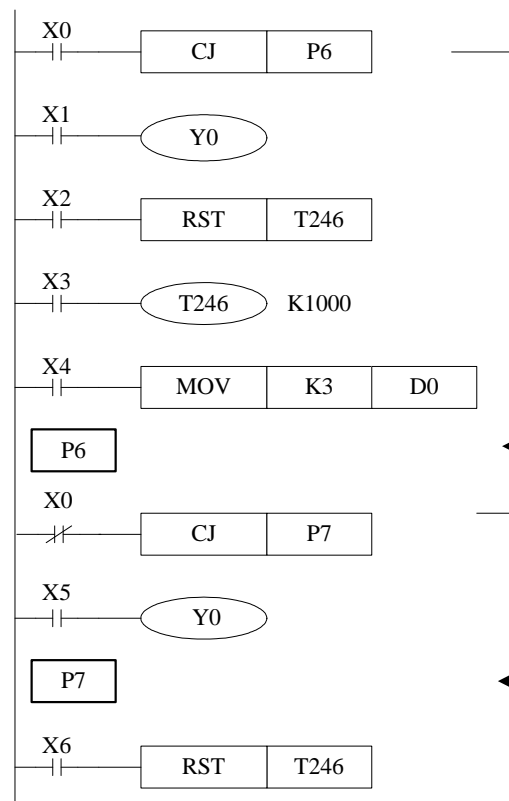 X0
CJ P6
X1
Y0
X2
RST T246
X3
T246 K1000
X4
MOV K3 D0
P6
X0
CJ P7
X5
Y0
P7
X6
RST T246